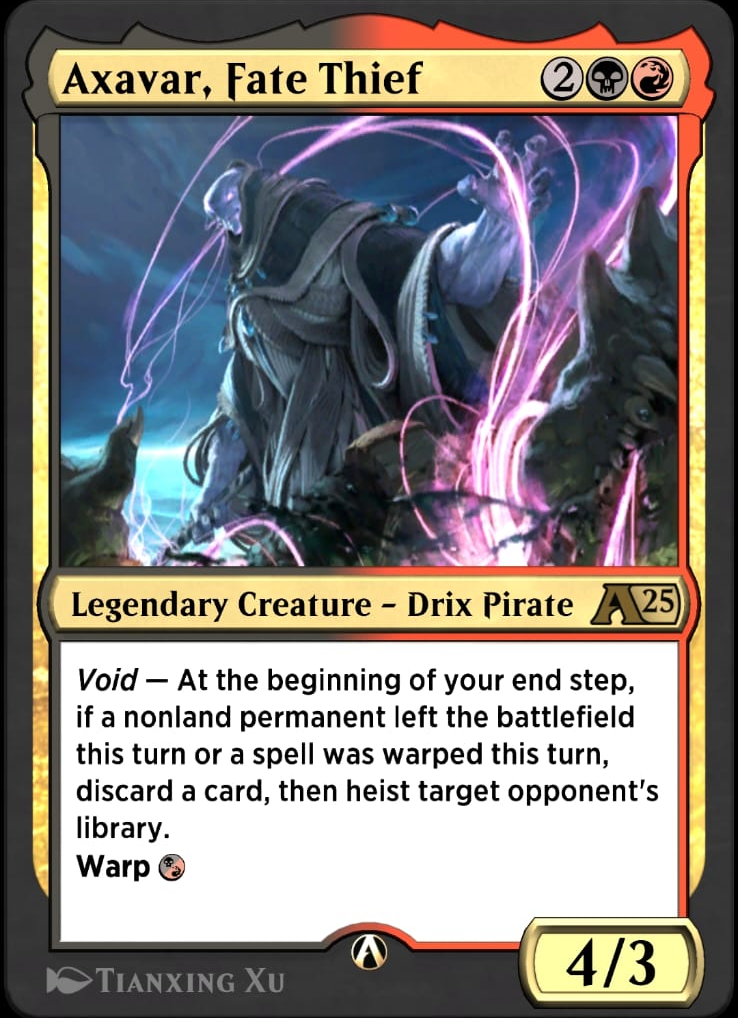 Axavar, Fate Thief 2
Legendary Creature – Drix Pirate A25
Void — At the beginning of your end step,
if a nonland permanent left the battlefield
this turn or a spell was warped this turn,
discard a card, then heist target opponent's
library.
Warp
4/3
Tianxing Xu